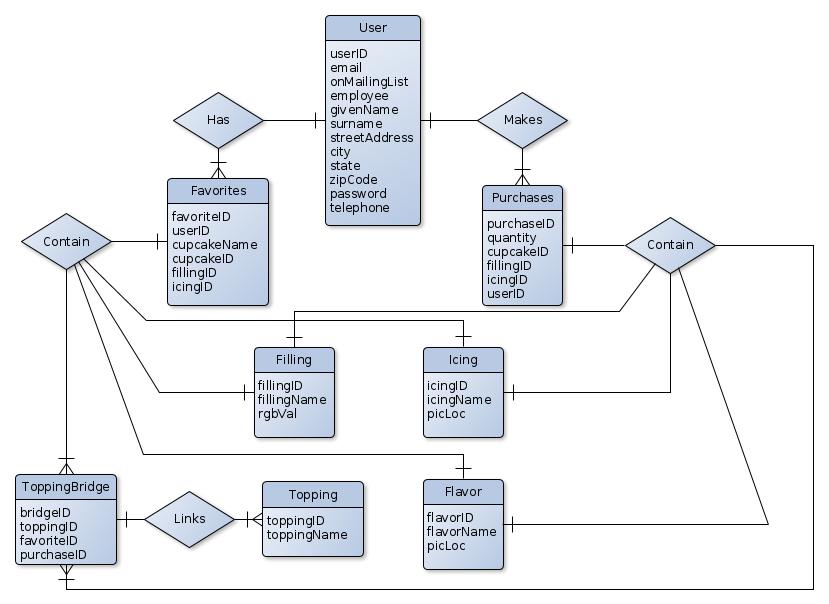 User
userID
email
onMailingList
employee
givenName
surname
streetAddress
city
state
zipCode
password
telephone
Has
Makes
Favorites
favoriteID
userID
cupcakeName
cupcakeID
fillingID
icingID
Purchases
purchaseID
quantity
cupcakeID
fillingID
icingID
userID
Contain
Contain
Filling
fillingID
fillingName
rgbVal
Icing
icingID
icingName
picLoc
ToppingBridge
bridgeID
toppingID
favoriteID
purchaseID
Links
Topping
toppingID
toppingName
Flavor
flavorID
flavorName
picLoc